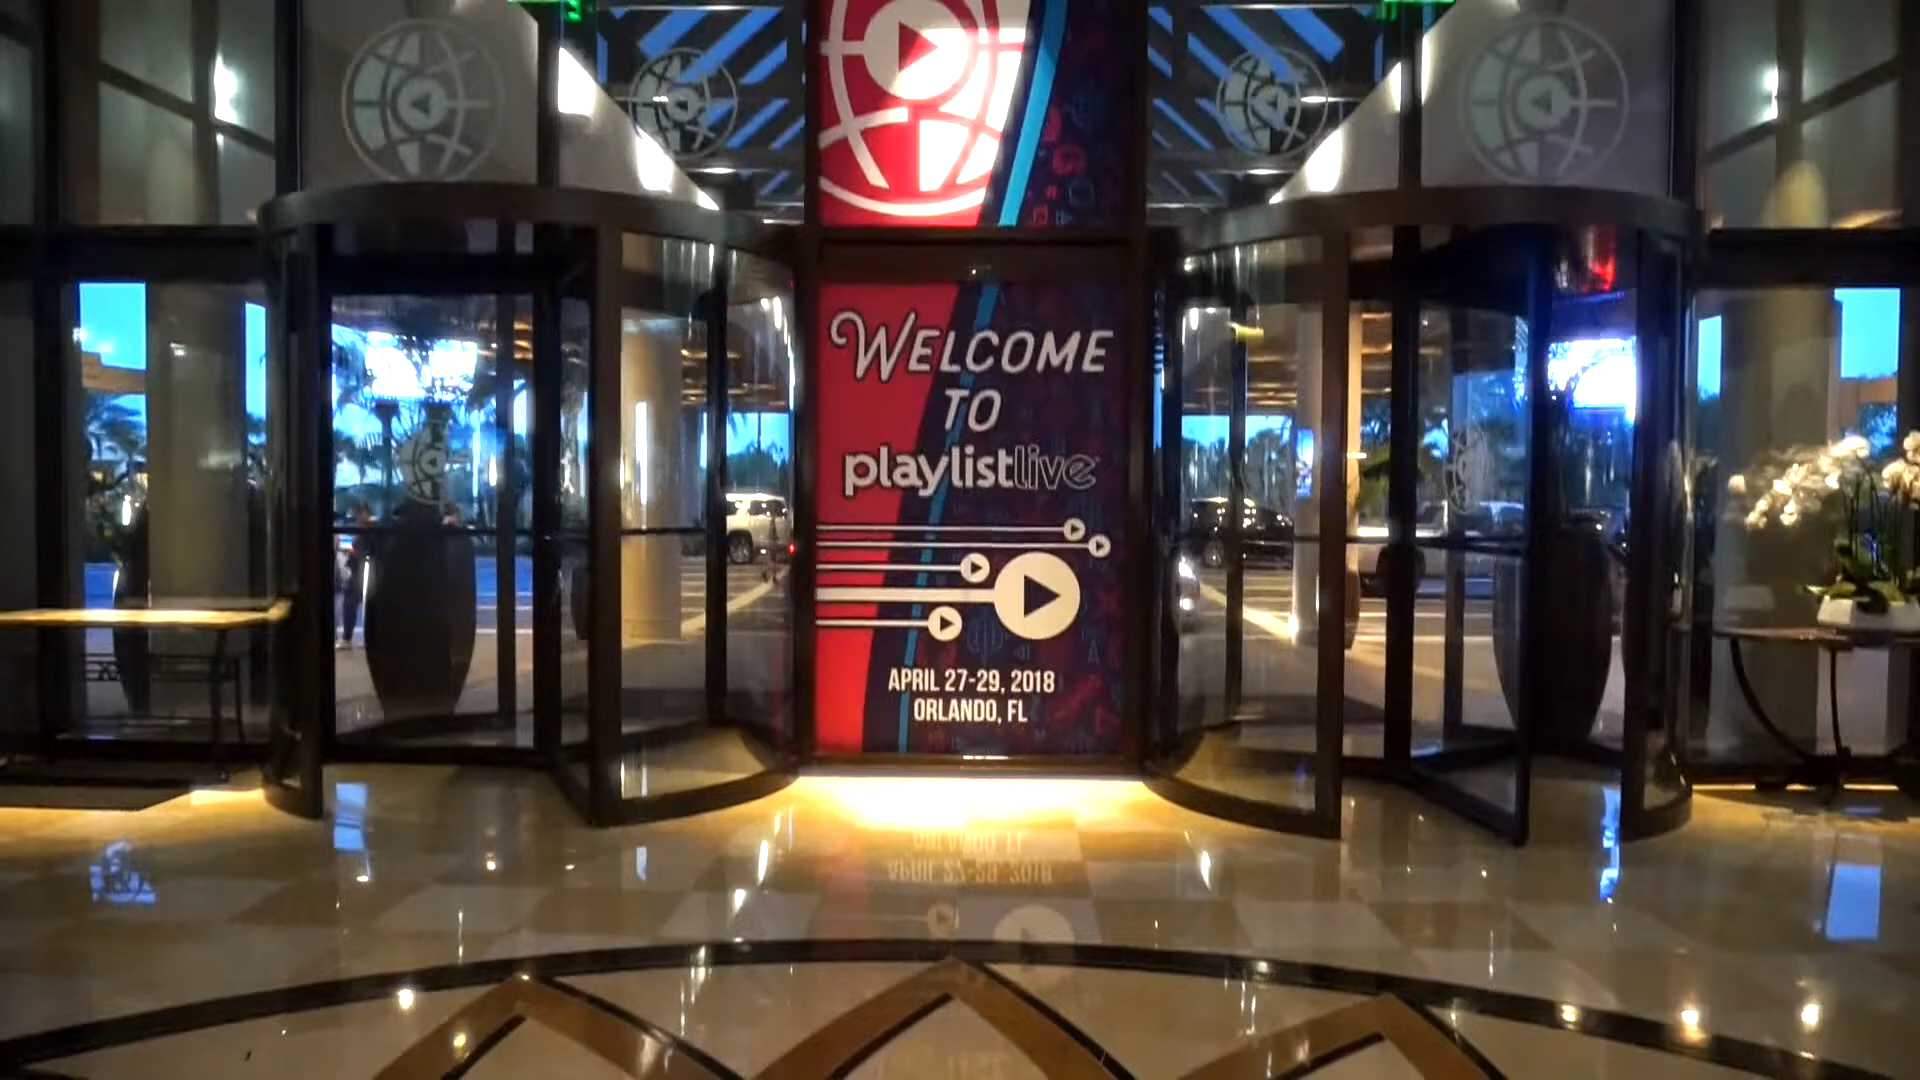 WELCOME
TO
playlistlive
APRIL 27-29, 2018
ORLANDO, FL